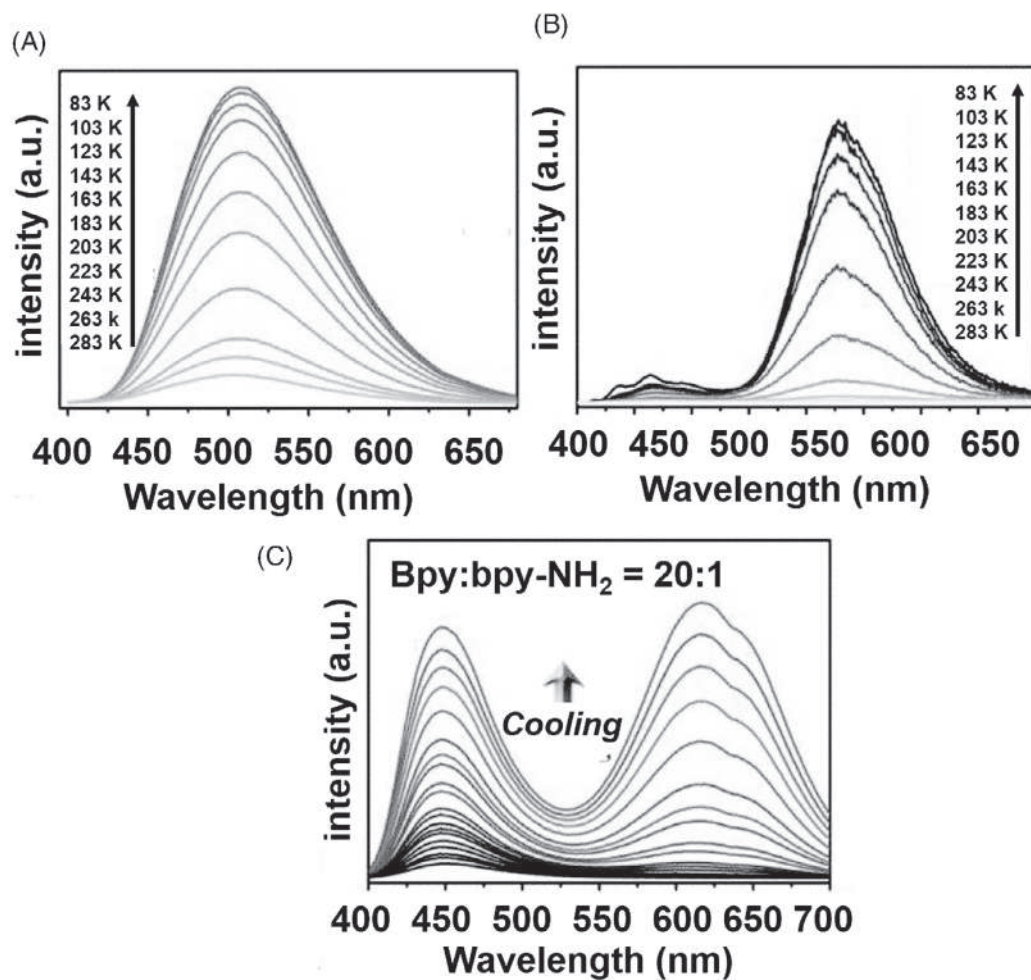 (A)
intensity (a.u.)
83 K
103 K
123 K
143 K
163 K
183 K
203 K
223 K
243 K
263 k
283 K
400 450 500 550 600 650
Wavelength (nm)
(B)
intensity (a.u.)
83 K
103 K
123 K
143 K
163 K
183 K
203 K
223 K
243 K
263 K
283 K
400 450 500 550 600 650
Wavelength (nm)
(C)
intensity (a.u.)
Bpy:bpy-NH₂ = 20:1
Cooling
400 450 500 550 600 650 700
Wavelength (nm)